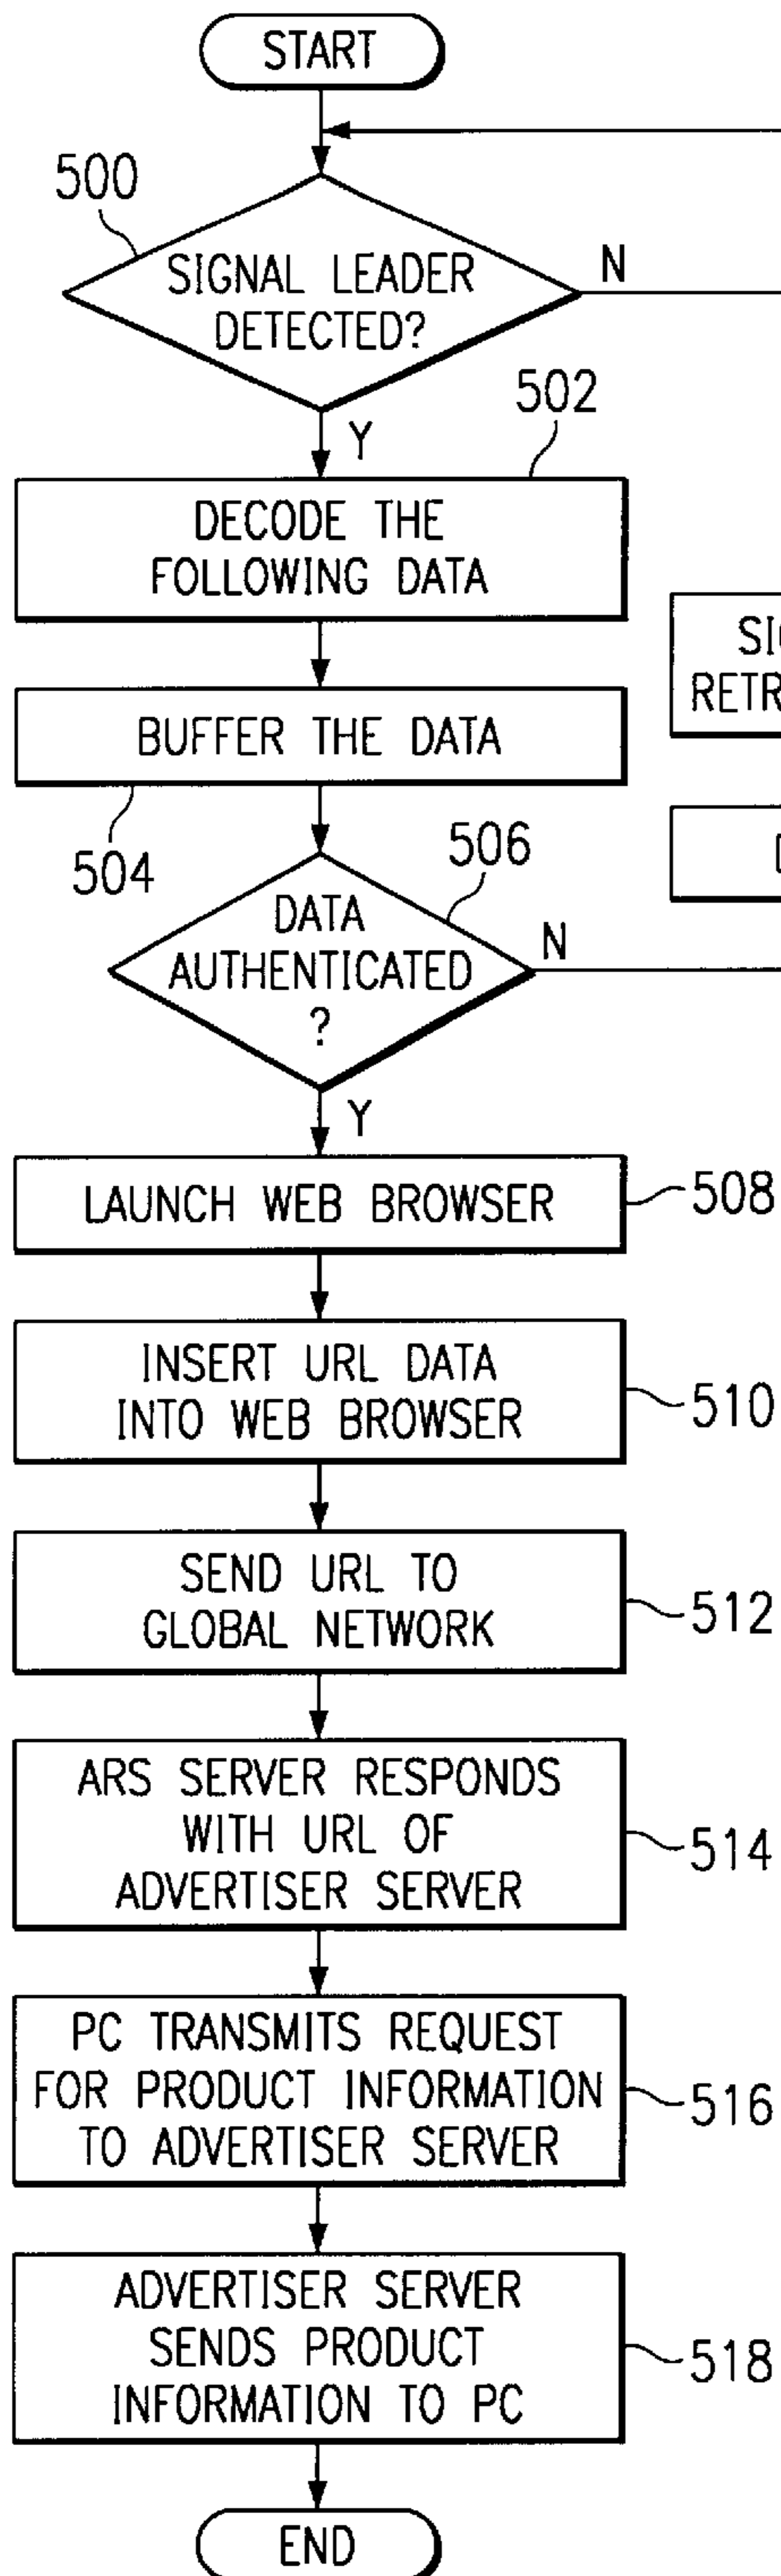 START
500
SIGNAL LEADER
DETECTED?
N
Y
502
DECODE THE
FOLLOWING DATA
BUFFER THE DATA
504
506
DATA
AUTHENTICATED
?
N
Y
LAUNCH WEB BROWSER
508
INSERT URL DATA
INTO WEB BROWSER
510
SEND URL TO
GLOBAL NETWORK
512
ARS SERVER RESPONDS
WITH URL OF
ADVERTISER SERVER
514
PC TRANSMITS REQUEST
FOR PRODUCT INFORMATION
TO ADVERTISER SERVER
516
ADVERTISER SERVER
SENDS PRODUCT
INFORMATION TO PC
518
END